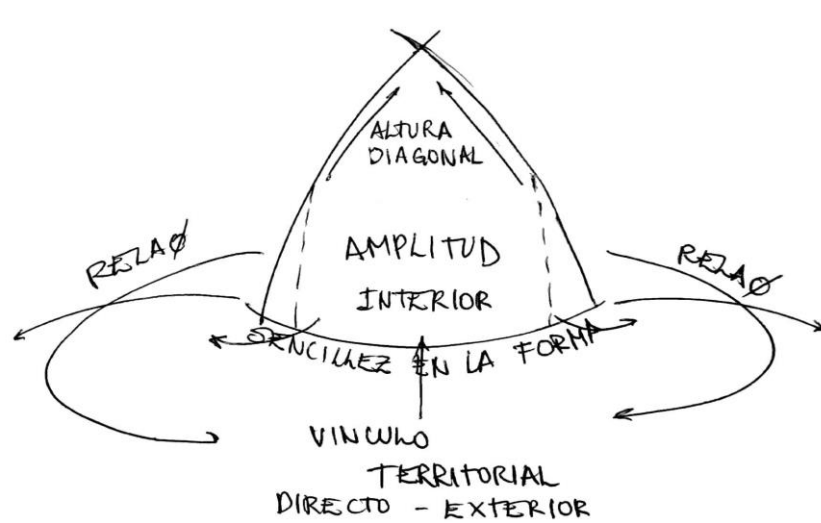 ALTURA
DIAGONAL
AMPLITUD
INTERIOR
RELAØ
RELAØ
SENCILLEZ EN LA FORMA
VINCULO
TERRITORIAL
DIRECTO - EXTERIOR